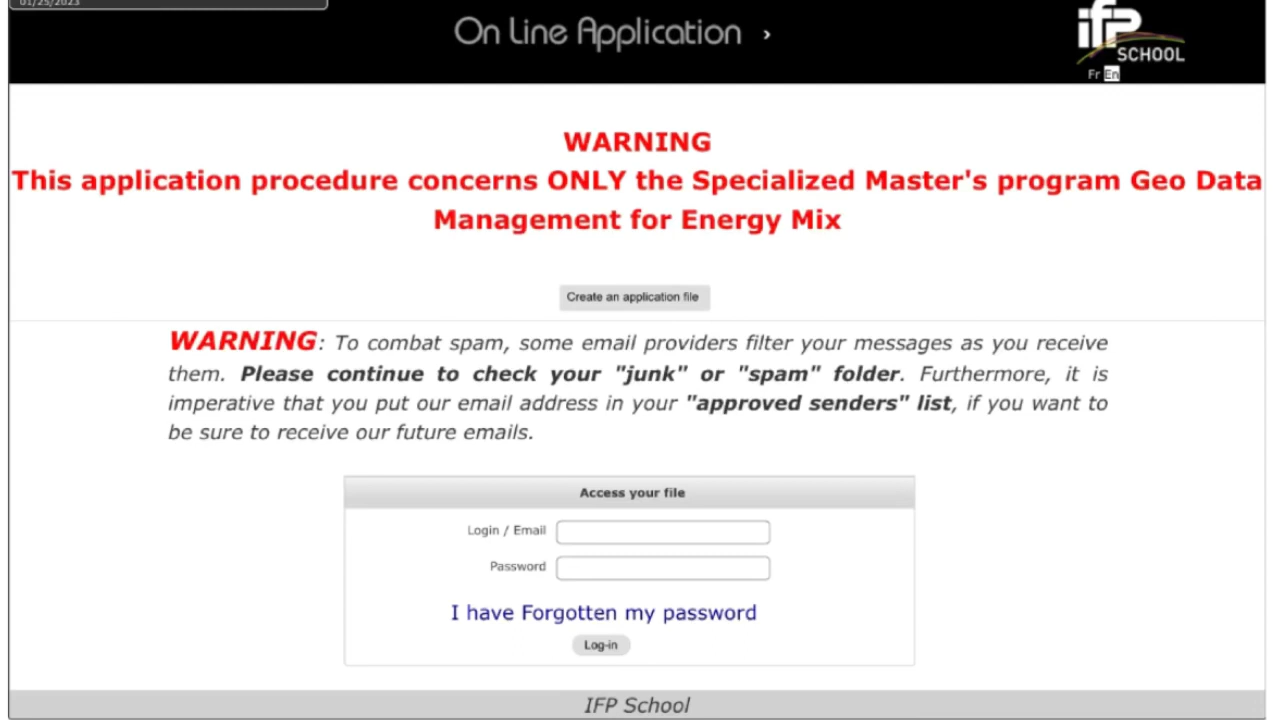 01/25/2023
On Line Application ›
ifp
SCHOOL
Fr En
WARNING
This application procedure concerns ONLY the Specialized Master's program Geo Data
Management for Energy Mix
Create an application file
WARNING: To combat spam, some email providers filter your messages as you receive
them. Please continue to check your "junk" or "spam" folder. Furthermore, it is
imperative that you put our email address in your "approved senders" list, if you want to
be sure to receive our future emails.
Access your file
Login / Email
Password
I have Forgotten my password
Log-in
IFP School